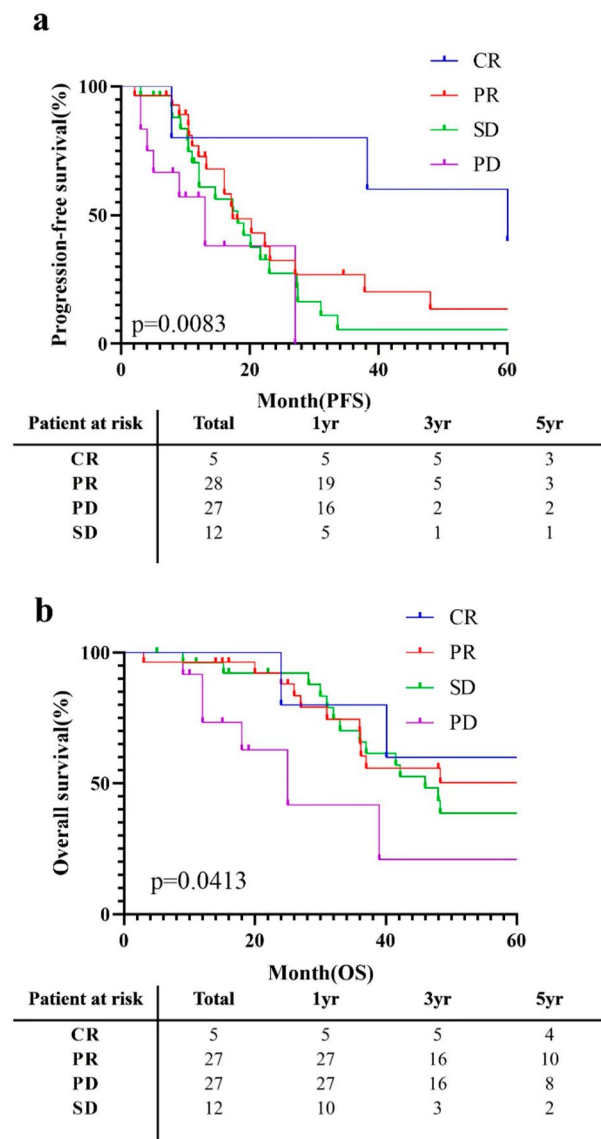 a
CR
PR
SD
PD
Progression-free survival(%)
100
50
0
p=0.0083
0 20 40 60
Month(PFS)
Patient at risk Total 1yr 3yr 5yr
CR 5 5 5 3
PR 28 19 5 3
PD 27 16 2 2
SD 12 5 1 1
b
CR
PR
SD
PD
Overall survival(%)
100
50
0
p=0.0413
0 20 40 60
Month(OS)
Patient at risk Total 1yr 3yr 5yr
CR 5 5 5 4
PR 27 27 16 10
PD 27 27 16 8
SD 12 10 3 2